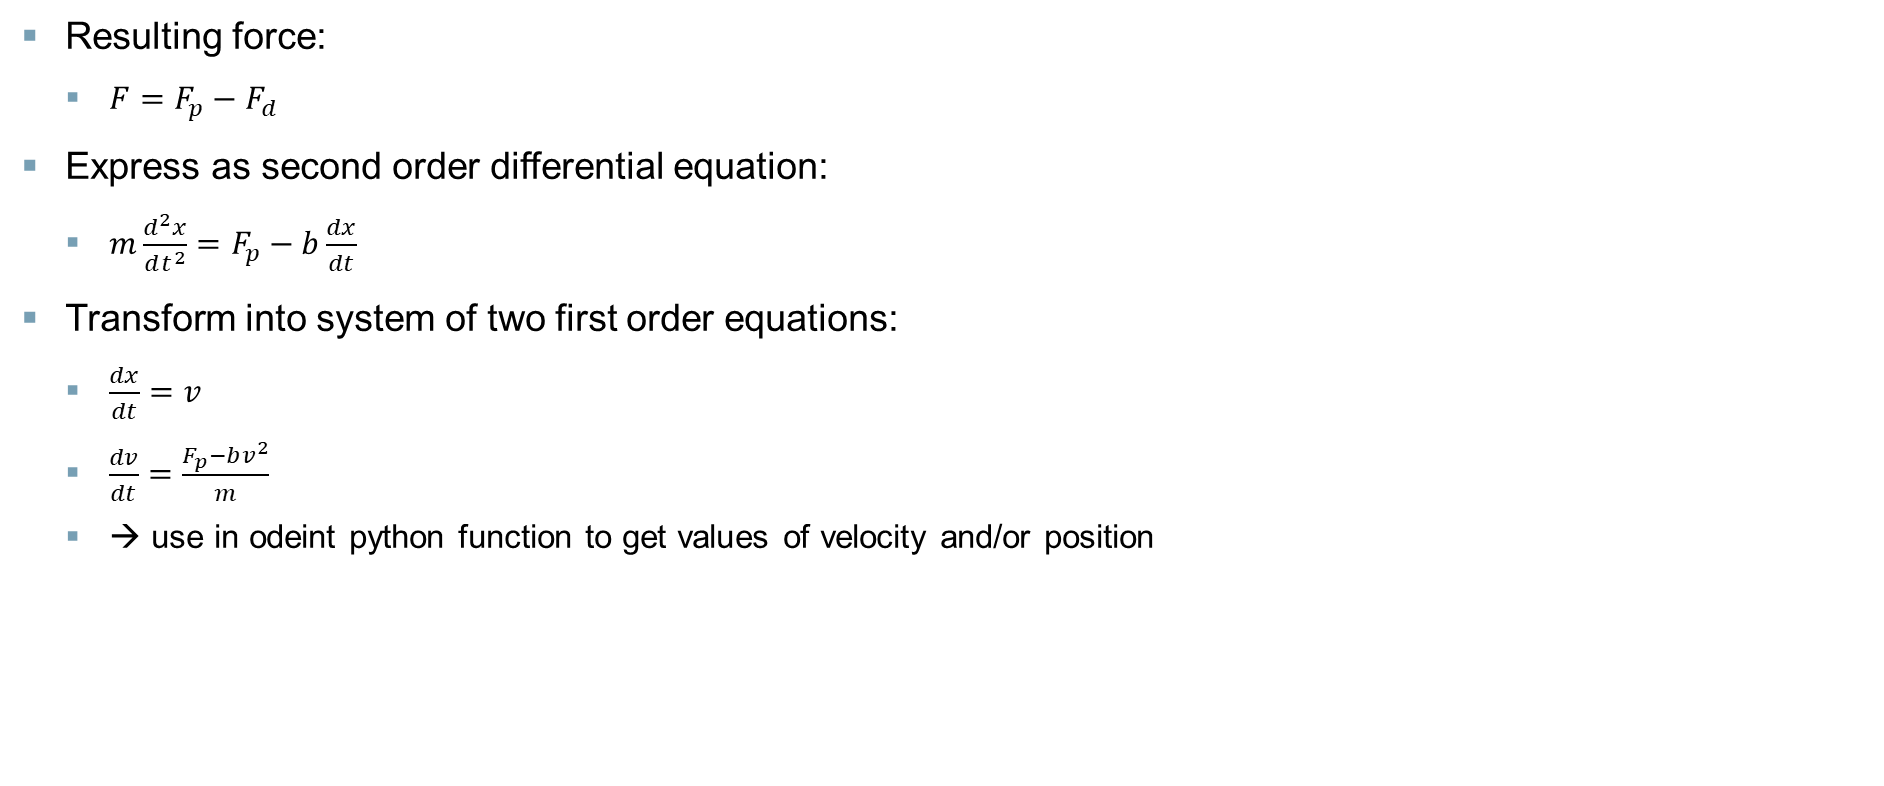 ▪ Resulting force:
▪ F = F_p − F_d
▪ Express as second order differential equation:
▪ m d²x/dt² = F_p − b dx/dt
▪ Transform into system of two first order equations:
▪ dx/dt = v
▪ dv/dt = (F_p−bv²)/m
▪ → use in odeint python function to get values of velocity and/or position